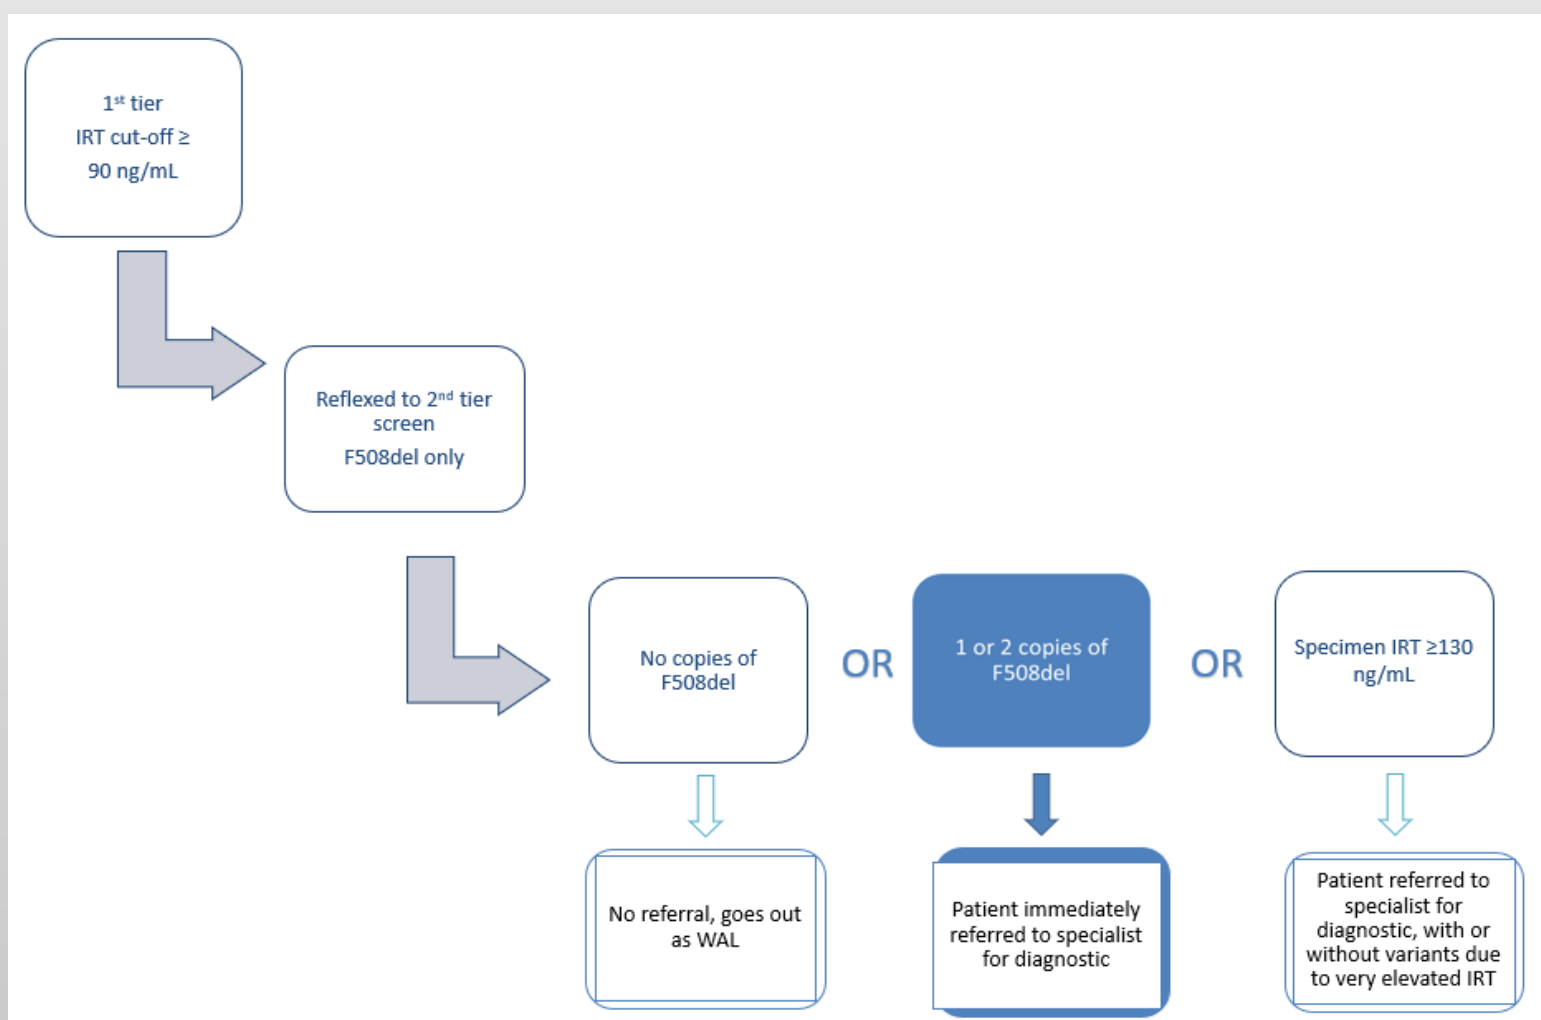 1st tier
IRT cut-off ≥
90 ng/mL
Reflexed to 2nd tier
screen
F508del only
No copies of
F508del
OR
1 or 2 copies of
F508del
OR
Specimen IRT ≥130
ng/mL
No referral, goes out
as WAL
Patient immediately
referred to specialist
for diagnostic
Patient referred to
specialist for
diagnostic, with or
without variants due
to very elevated IRT